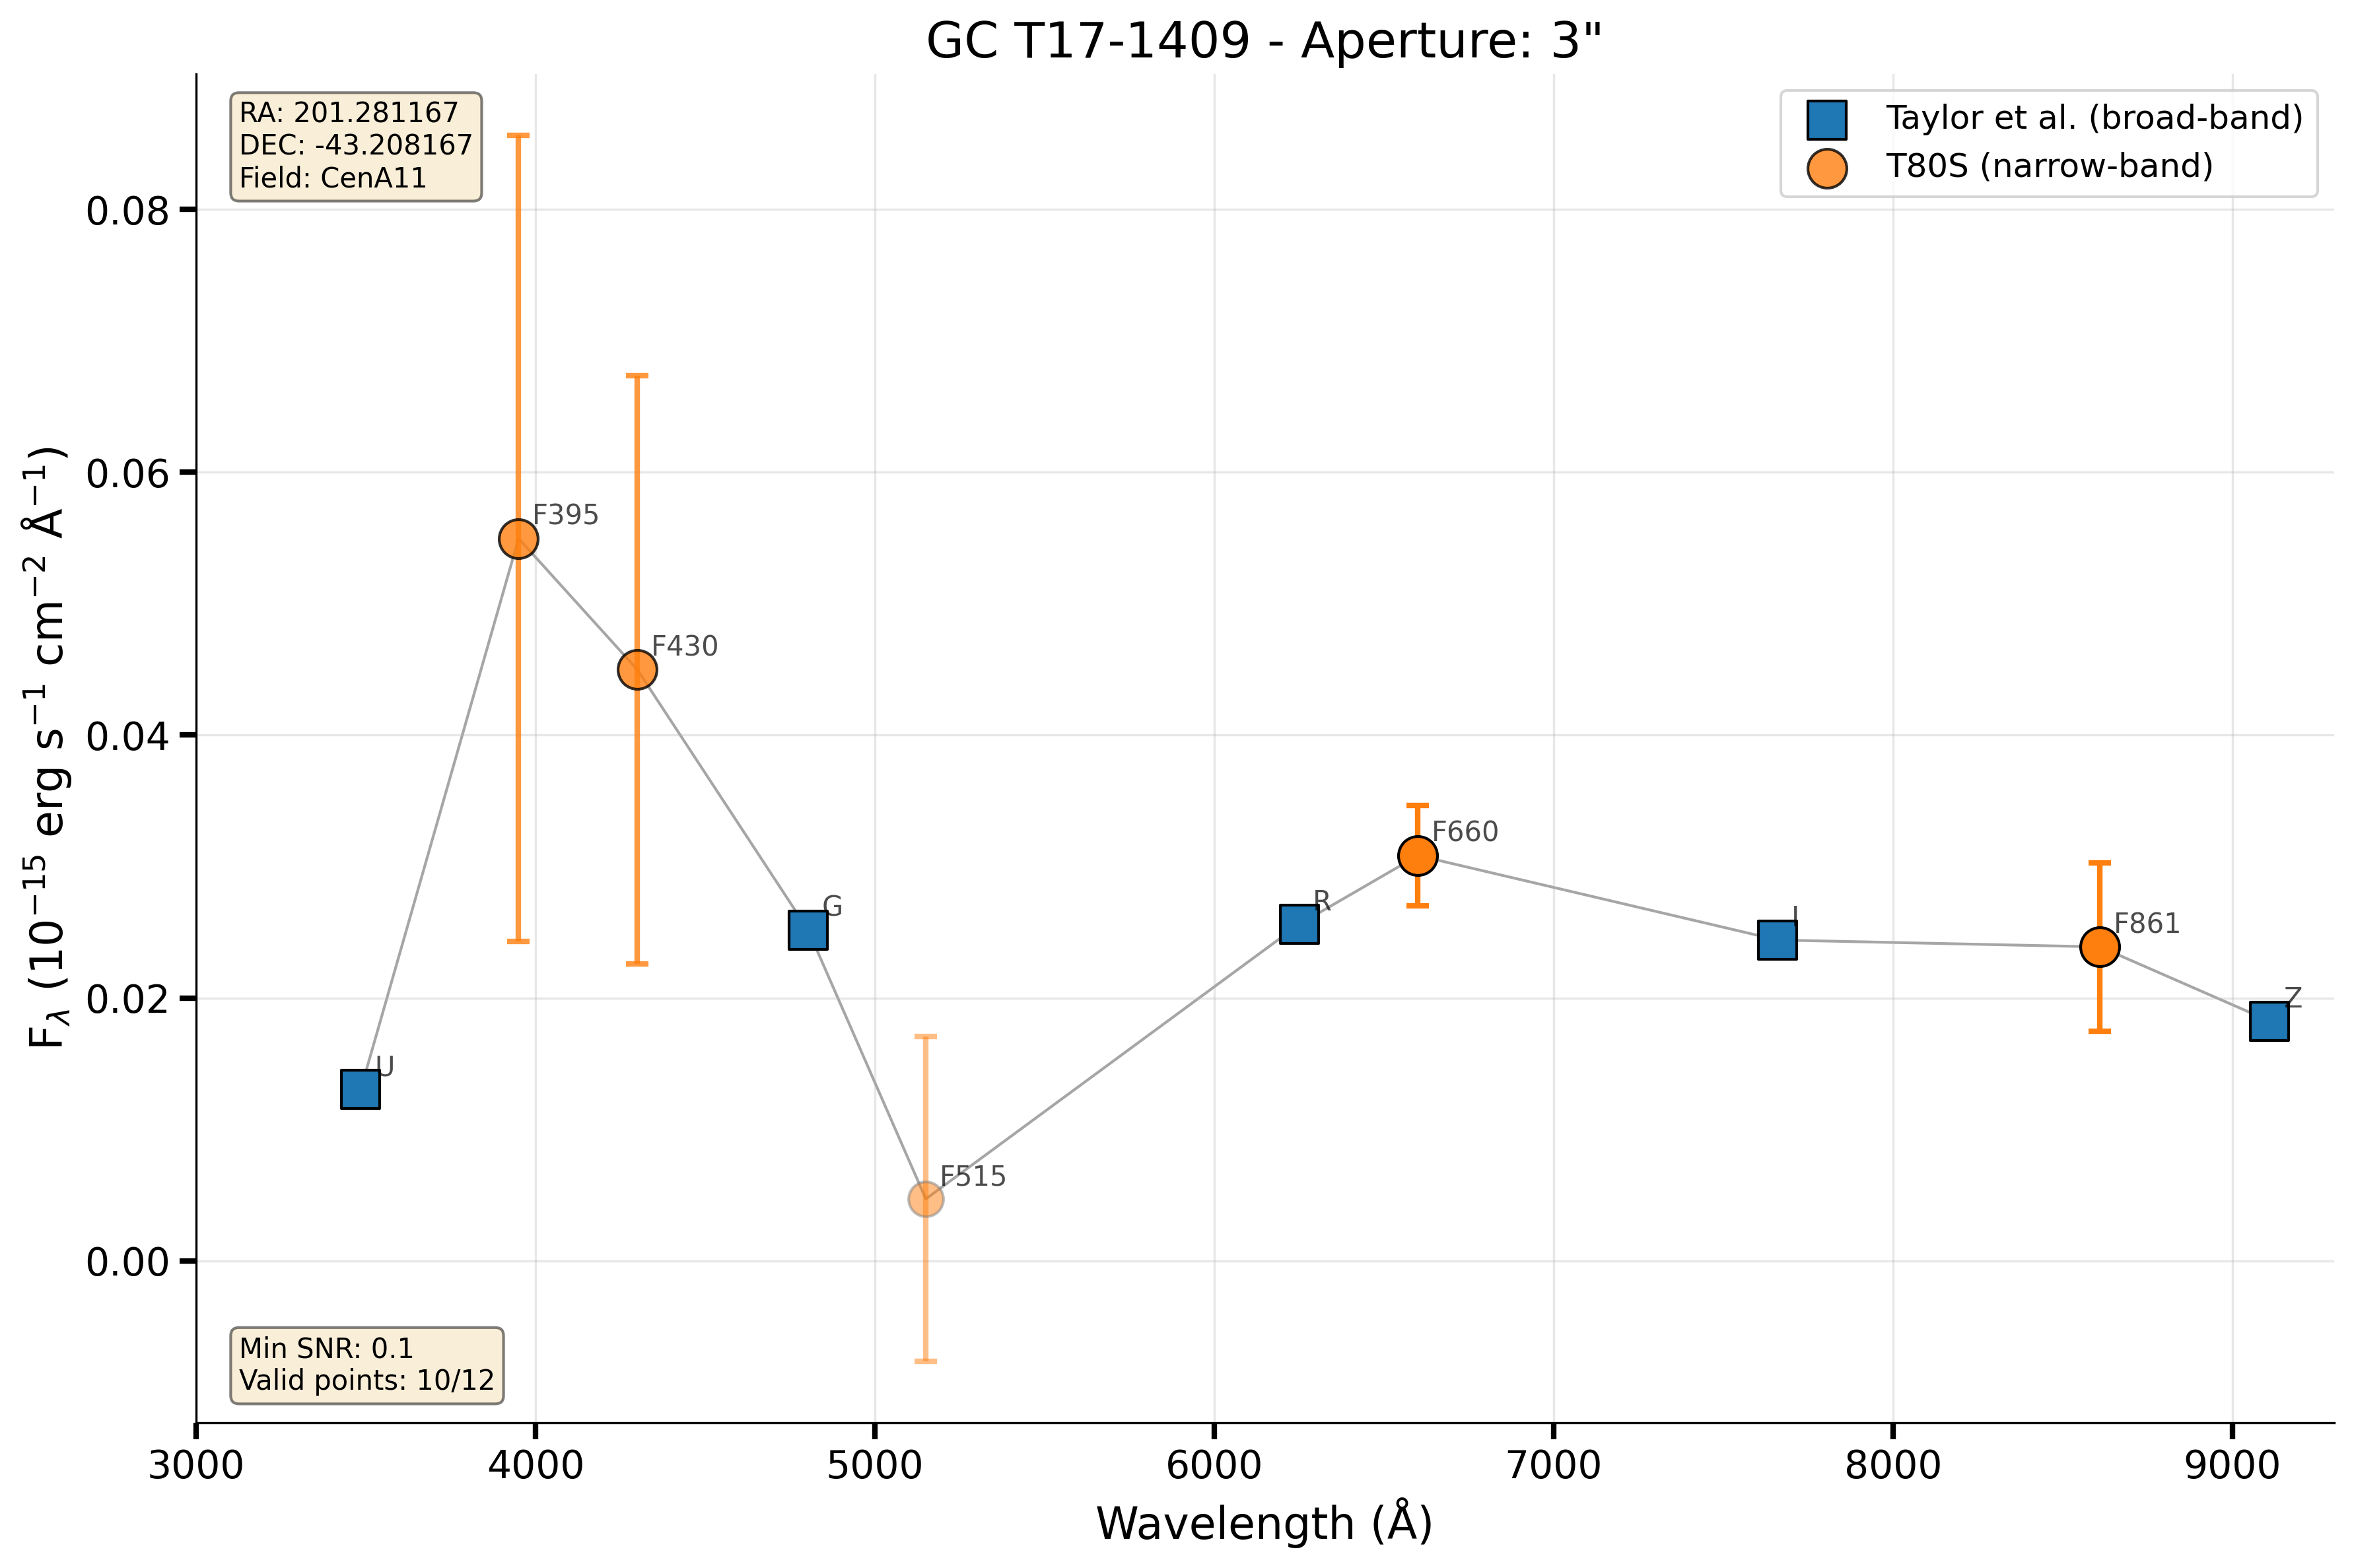 GC T17-1409 - Aperture: 3"
RA: 201.281167
DEC: -43.208167
Field: CenA11
Taylor et al. (broad-band)
T80S (narrow-band)
0.08
0.06
0.04
0.02
0.00
F_λ (10⁻¹⁵ erg s⁻¹ cm⁻² Å⁻¹)
F395
F430
F660
G
R
I
F861
Z
U
F515
Min SNR: 0.1
Valid points: 10/12
3000 4000 5000 6000 7000 8000 9000
Wavelength (Å)